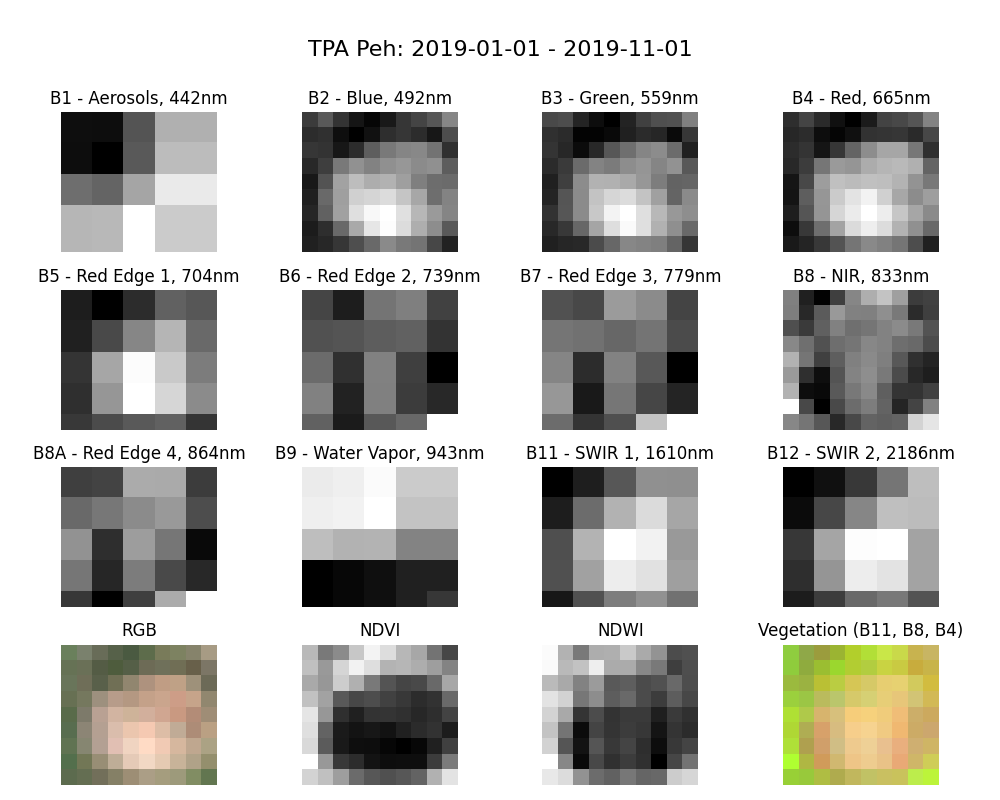 TPA Peh: 2019-01-01 - 2019-11-01
B1 - Aerosols, 442nm
B2 - Blue, 492nm
B3 - Green, 559nm
B4 - Red, 665nm
B5 - Red Edge 1, 704nm
B6 - Red Edge 2, 739nm
B7 - Red Edge 3, 779nm
B8 - NIR, 833nm
B8A - Red Edge 4, 864nm
B9 - Water Vapor, 943nm
B11 - SWIR 1, 1610nm
B12 - SWIR 2, 2186nm
RGB
NDVI
NDWI
Vegetation (B11, B8, B4)